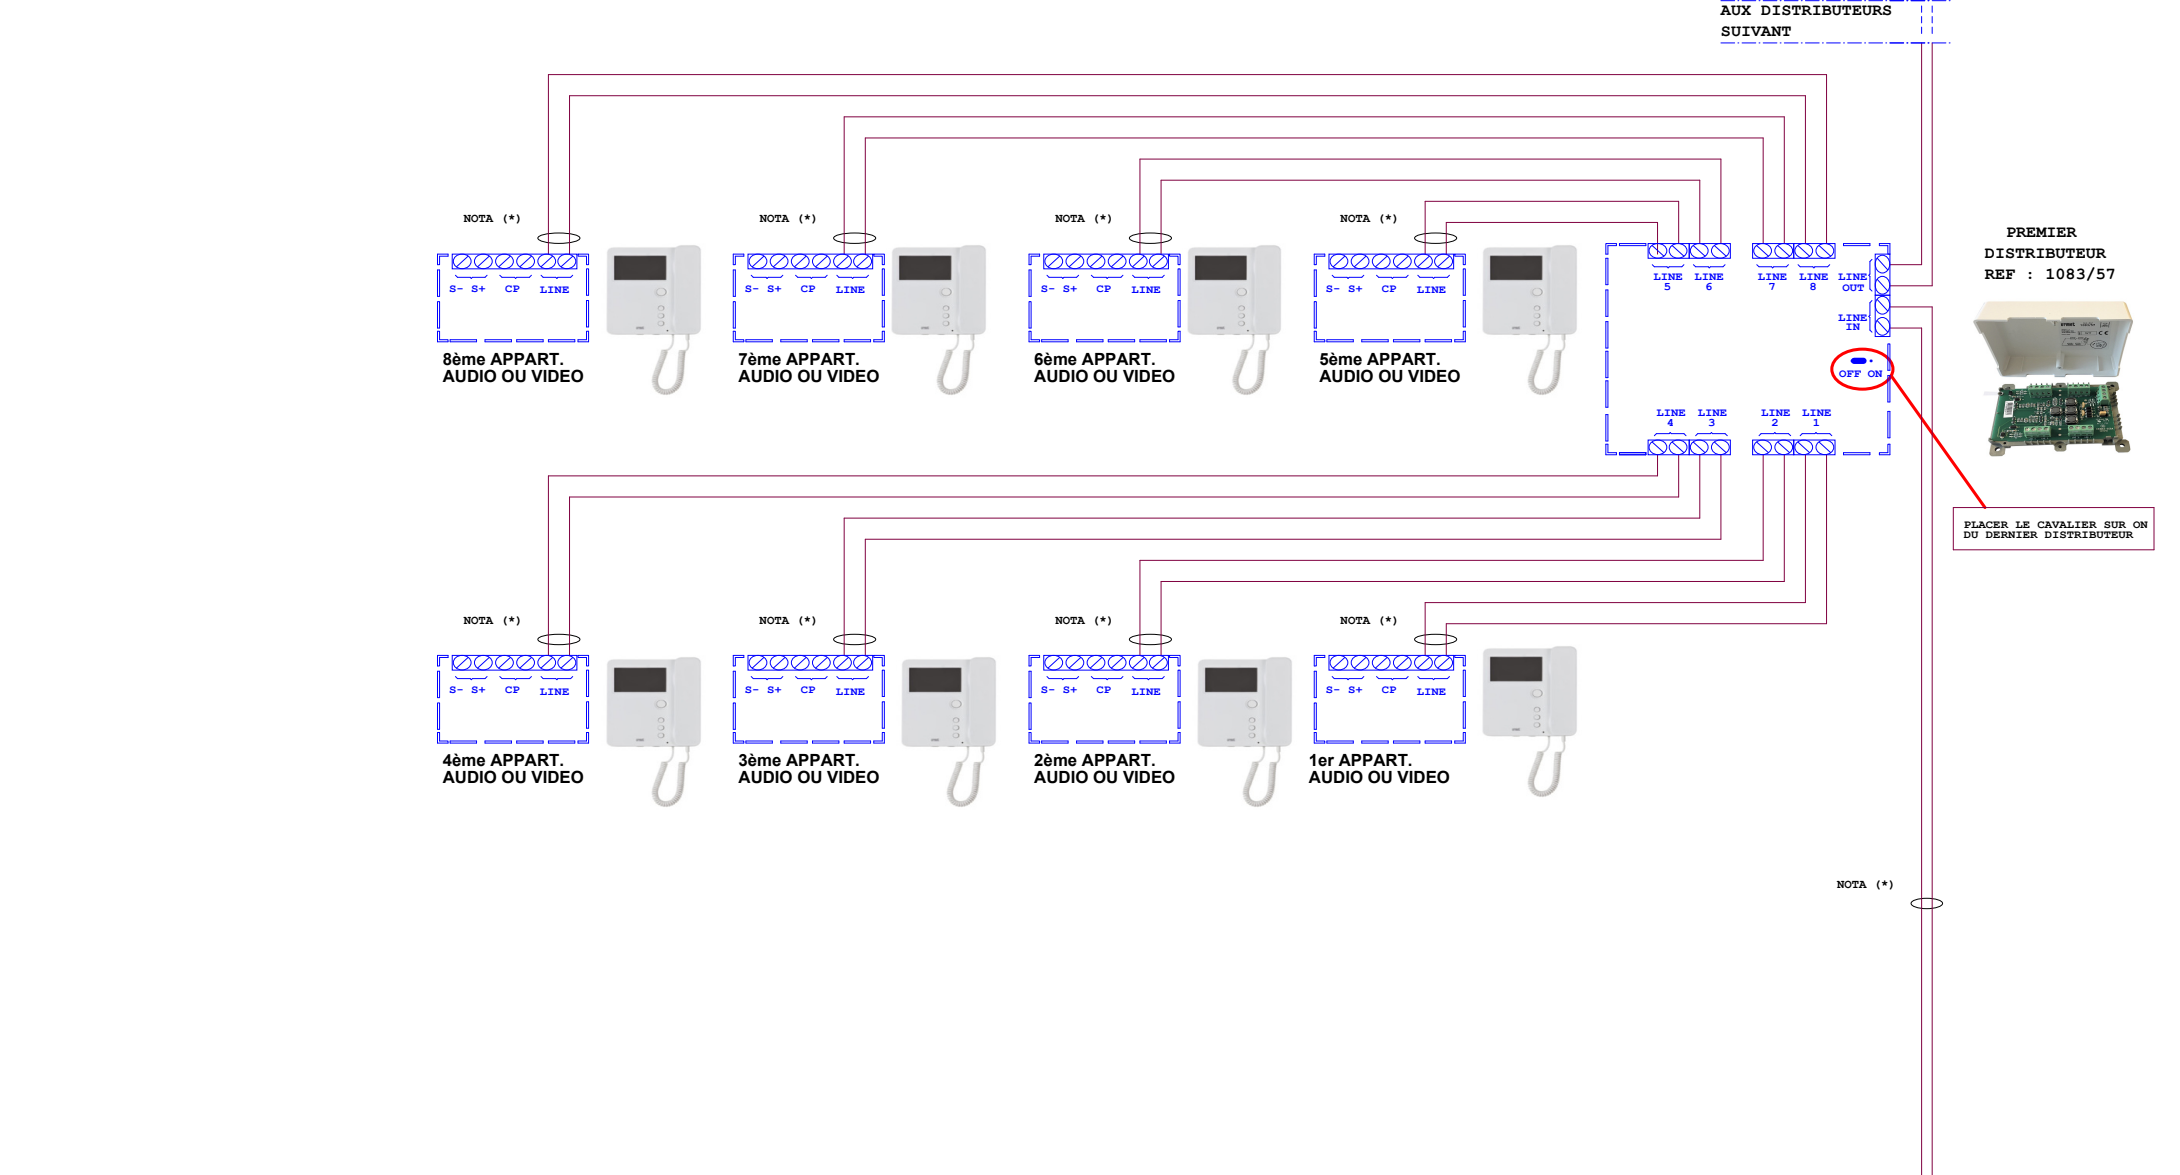 AUX DISTRIBUTEURS
SUIVANT
NOTA (*)
NOTA (*)
NOTA (*)
NOTA (*)
S- S+ CP LINE
8ème APPART.
AUDIO OU VIDEO
S- S+ CP LINE
7ème APPART.
AUDIO OU VIDEO
S- S+ CP LINE
6ème APPART.
AUDIO OU VIDEO
S- S+ CP LINE
5ème APPART.
AUDIO OU VIDEO
LINE
5
LINE
6
LINE
7
LINE
8
LINE
OUT
LINE
IN
OFF ON
LINE
4
LINE
3
LINE
2
LINE
1
PREMIER
DISTRIBUTEUR
REF : 1083/57
PLACER LE CAVALIER SUR ON
DU DERNIER DISTRIBUTEUR
NOTA (*)
NOTA (*)
NOTA (*)
NOTA (*)
S- S+ CP LINE
4ème APPART.
AUDIO OU VIDEO
S- S+ CP LINE
3ème APPART.
AUDIO OU VIDEO
S- S+ CP LINE
2ème APPART.
AUDIO OU VIDEO
S- S+ CP LINE
1er APPART.
AUDIO OU VIDEO
NOTA (*)